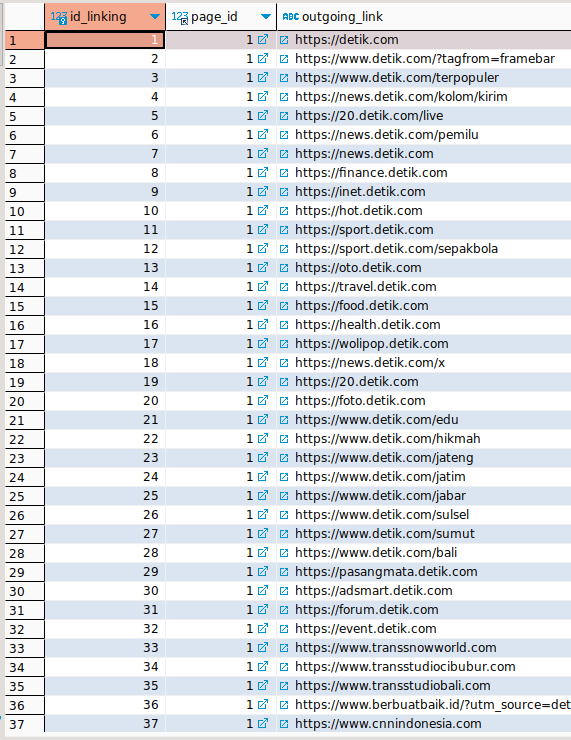 123 id_linking 123 page_id ABC outgoing_link
1 1 1 https://detik.com
2 2 1 https://www.detik.com/?tagfrom=framebar
3 3 1 https://www.detik.com/terpopuler
4 4 1 https://news.detik.com/kolom/kirim
5 5 1 https://20.detik.com/live
6 6 1 https://news.detik.com/pemilu
7 7 1 https://news.detik.com
8 8 1 https://finance.detik.com
9 9 1 https://inet.detik.com
10 10 1 https://hot.detik.com
11 11 1 https://sport.detik.com
12 12 1 https://sport.detik.com/sepakbola
13 13 1 https://oto.detik.com
14 14 1 https://travel.detik.com
15 15 1 https://food.detik.com
16 16 1 https://health.detik.com
17 17 1 https://wolipop.detik.com
18 18 1 https://news.detik.com/x
19 19 1 https://20.detik.com
20 20 1 https://foto.detik.com
21 21 1 https://www.detik.com/edu
22 22 1 https://www.detik.com/hikmah
23 23 1 https://www.detik.com/jateng
24 24 1 https://www.detik.com/jatim
25 25 1 https://www.detik.com/jabar
26 26 1 https://www.detik.com/sulsel
27 27 1 https://www.detik.com/sumut
28 28 1 https://www.detik.com/bali
29 29 1 https://pasangmata.detik.com
30 30 1 https://adsmart.detik.com
31 31 1 https://forum.detik.com
32 32 1 https://event.detik.com
33 33 1 https://www.transsnowworld.com
34 34 1 https://www.transstudiocibubur.com
35 35 1 https://www.transstudiobali.com
36 36 1 https://www.berbuatbaik.id/?utm_source=det
37 37 1 https://www.cnnindonesia.com